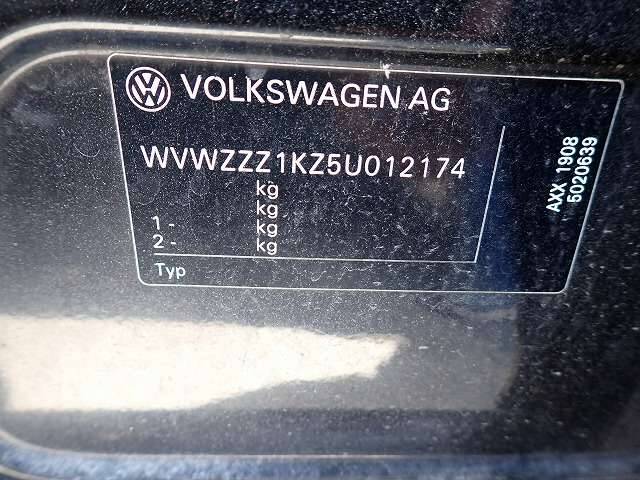 VOLKSWAGEN AG
WVWZZZ1KZ5U012174
kg
kg
1 - kg
2 - kg
Typ
AXX 1908
5020639